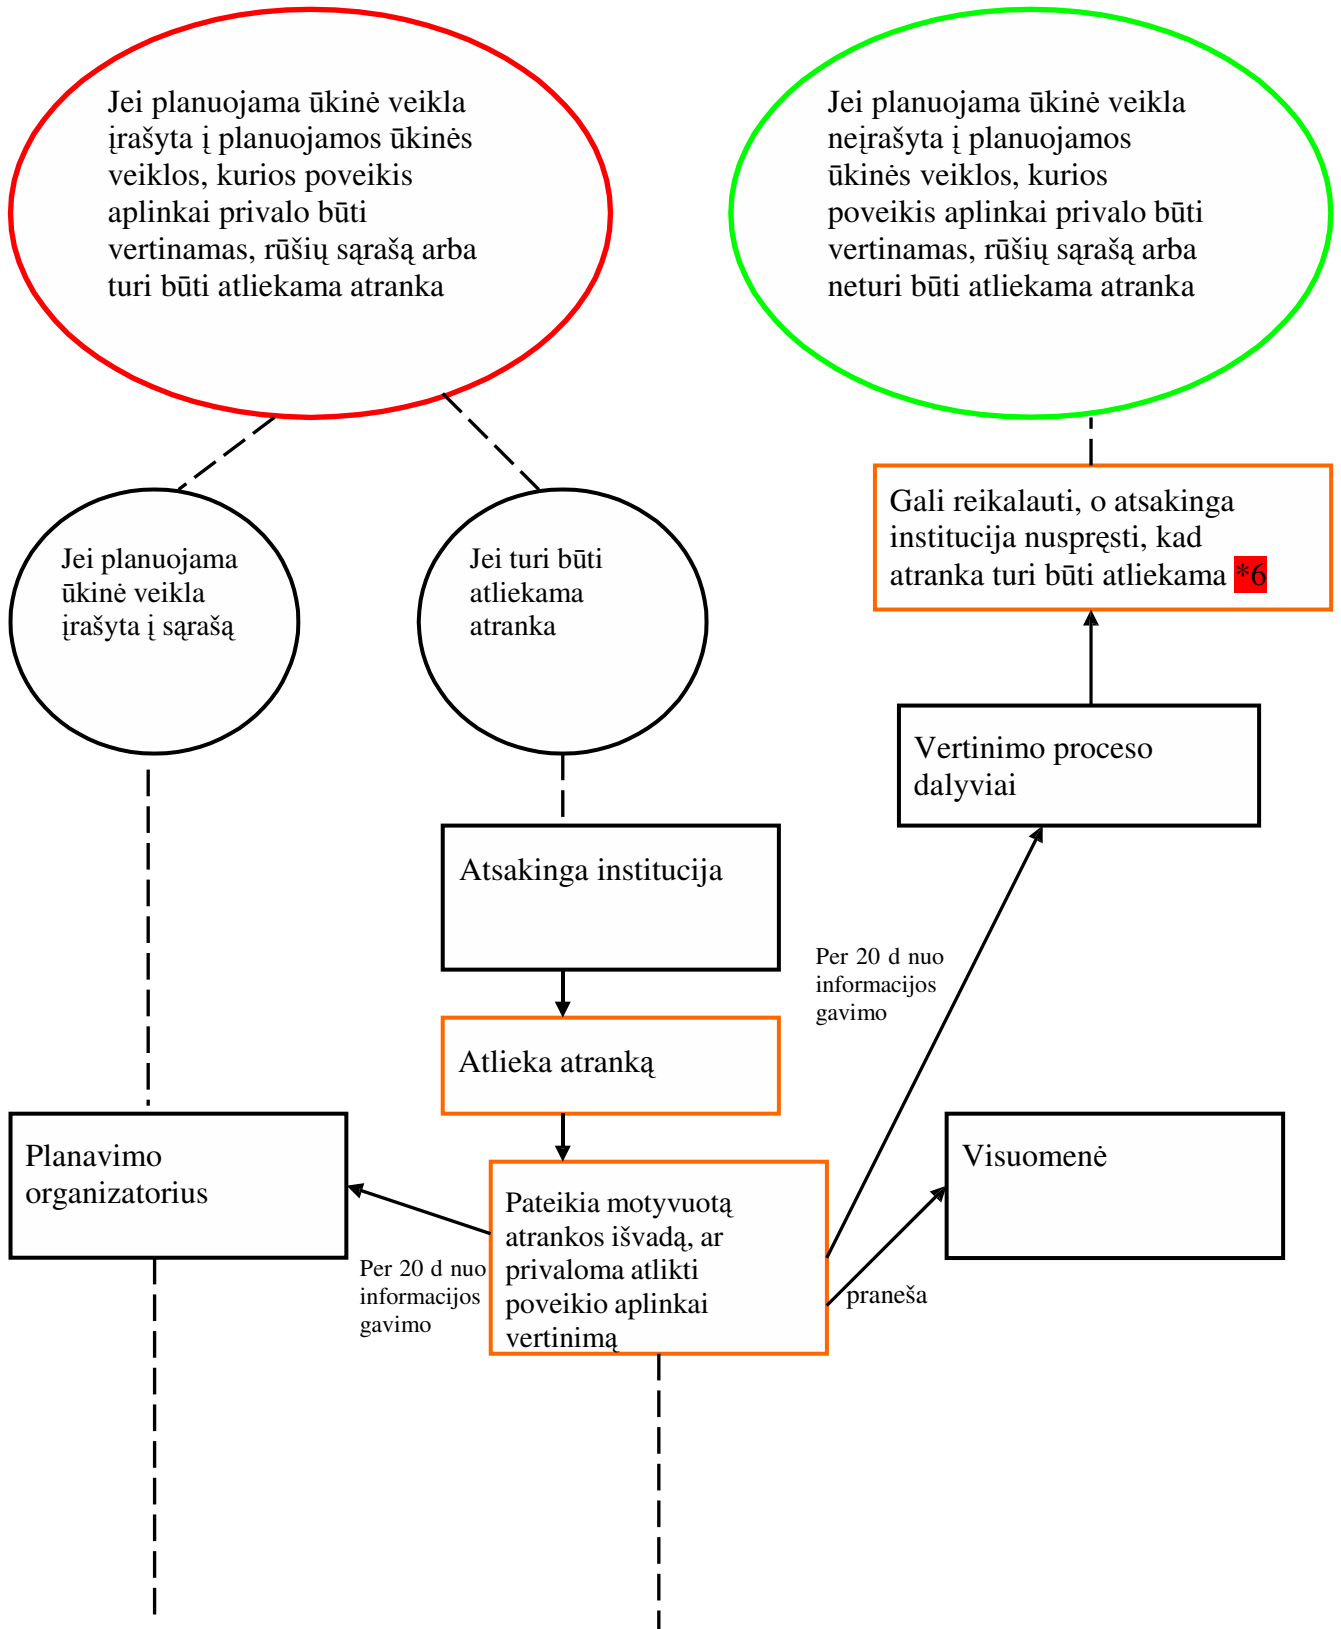 Jei planuojama ūkinė veikla
įrašyta į planuojamos ūkinės
veiklos, kurios poveikis
aplinkai privalo būti
vertinamas, rūšių sąrašą arba
turi būti atliekama atranka
Jei planuojama ūkinė veikla
neįrašyta į planuojamos
ūkinės veiklos, kurios
poveikis aplinkai privalo būti
vertinamas, rūšių sąrašą arba
neturi būti atliekama atranka
Jei planuojama
ūkinė veikla
įrašyta į sąrašą
Jei turi būti
atliekama
atranka
Gali reikalauti, o atsakinga
institucija nuspręsti, kad
atranka turi būti atliekama *6
Vertinimo proceso
dalyviai
Atsakinga institucija
Per 20 d nuo
informacijos
gavimo
Atlieka atranką
Planavimo
organizatorius
Pateikia motyvuotą
atrankos išvadą, ar
privaloma atlikti
poveikio aplinkai
vertinimą
Visuomenė
Per 20 d nuo
informacijos
gavimo
praneša